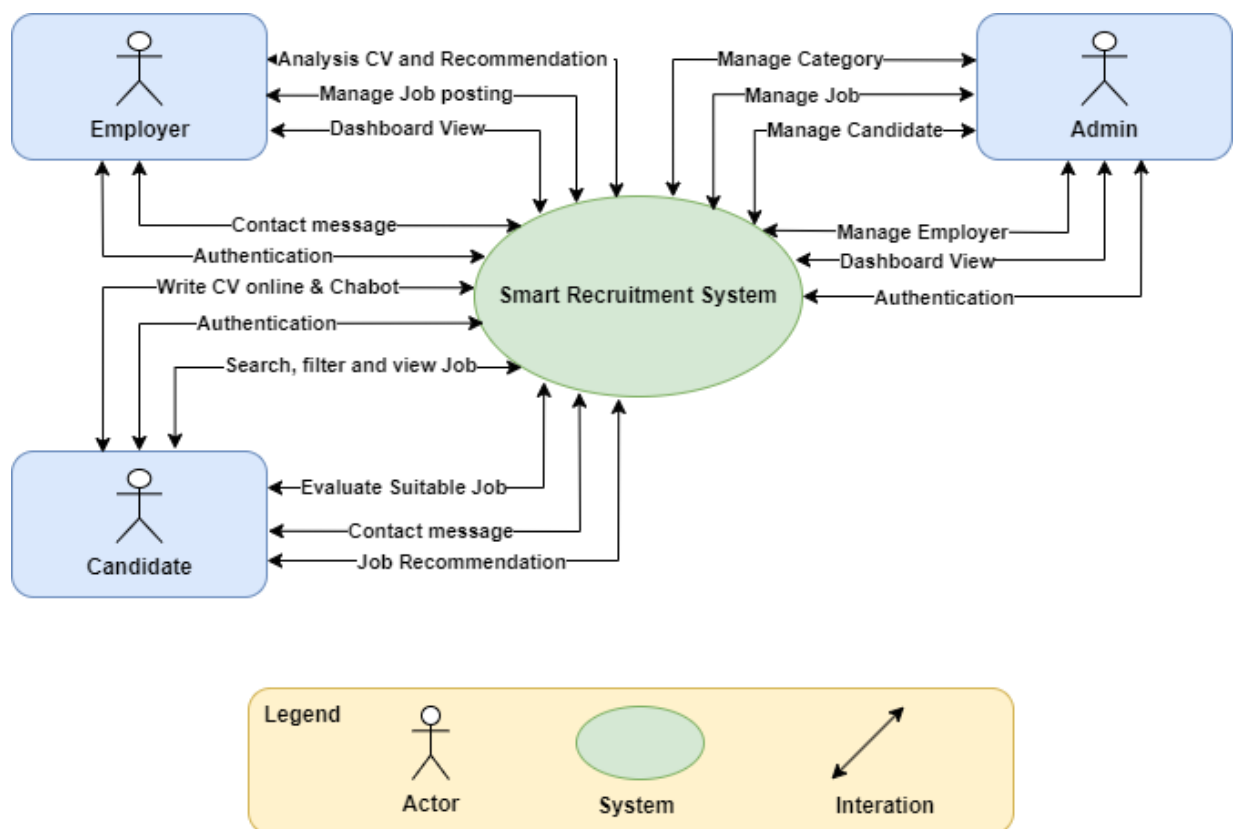 Analysis CV and Recommendation
Manage Job posting
Dashboard View
Employer
Contact message
Authentication
Manage Category
Manage Job
Manage Candidate
Admin
Manage Employer
Dashboard View
Authentication
Smart Recruitment System
Write CV online & Chabot
Authentication
Search, filter and view Job
Evaluate Suitable Job
Contact message
Job Recommendation
Candidate
Legend
Actor
System
Interation